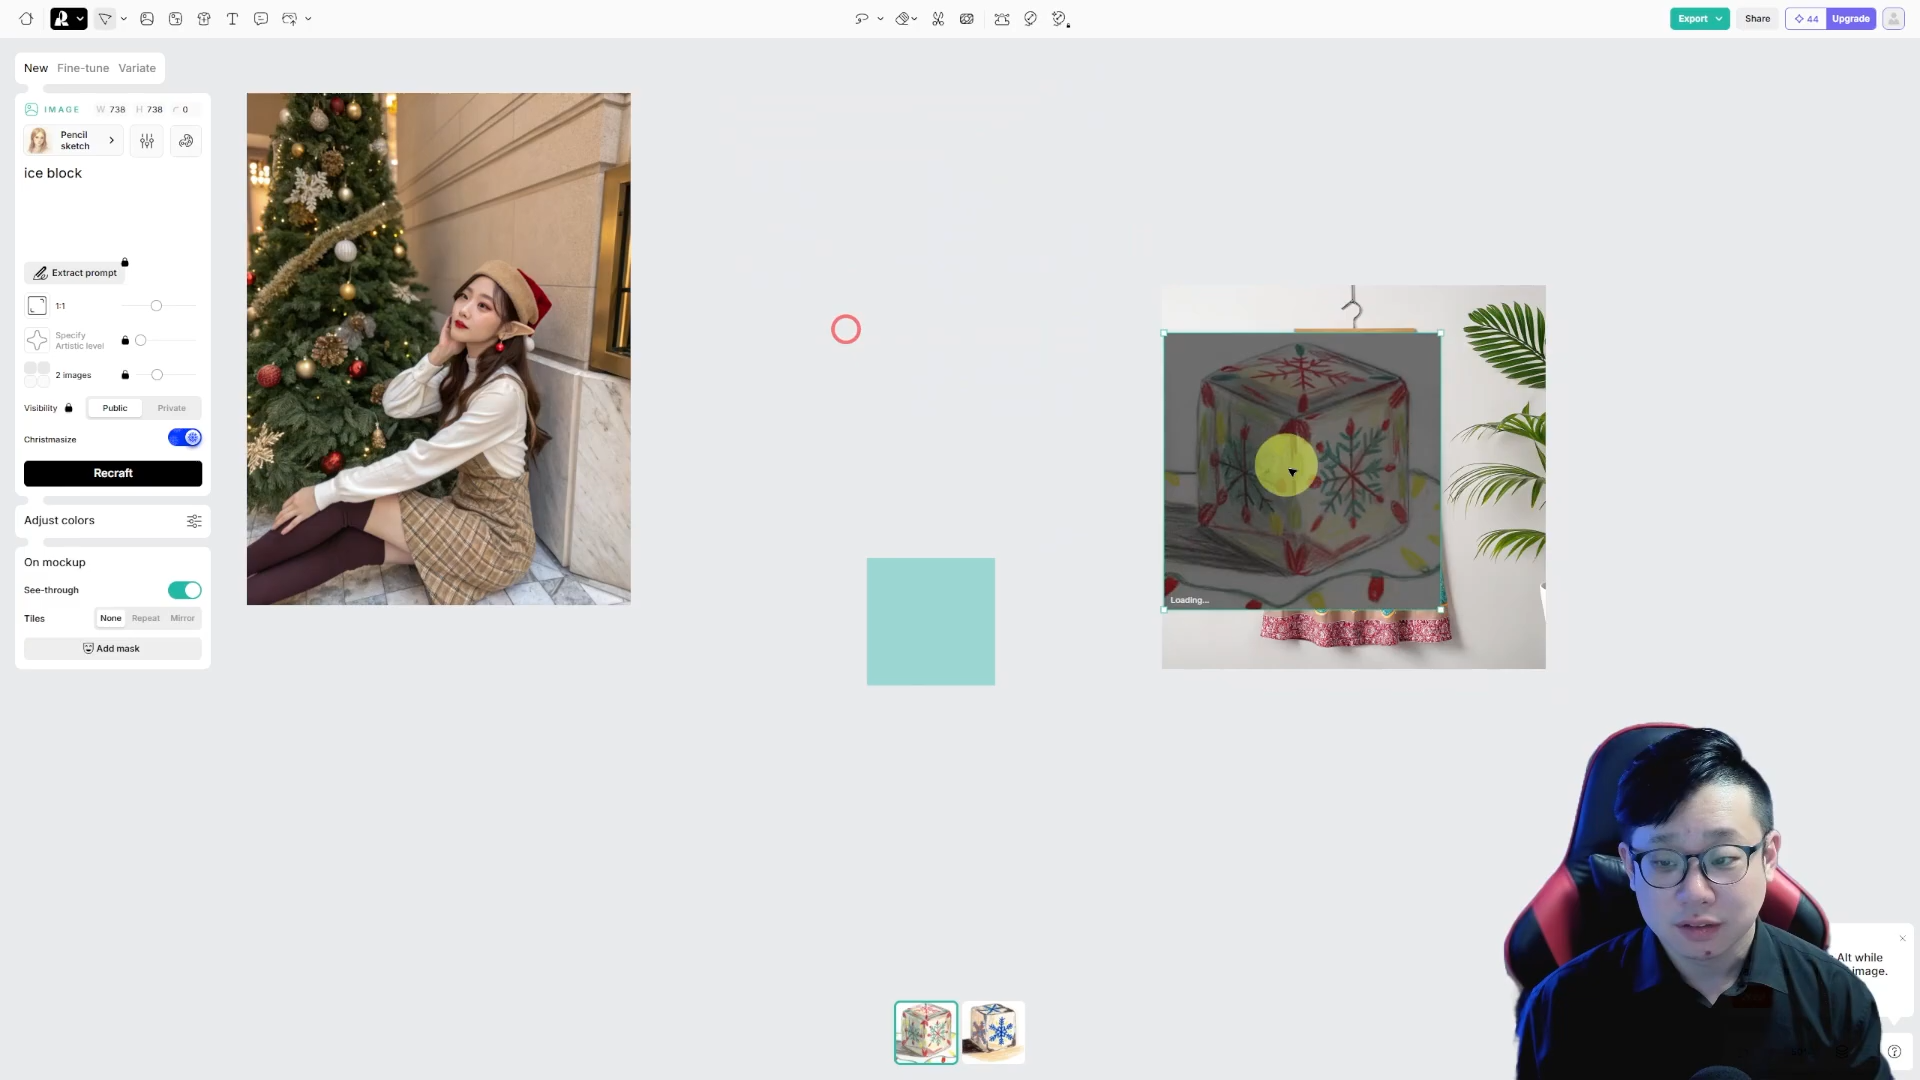 Export
Share
44
Upgrade
New
Fine-tune
Variate
IMAGE
W 738
H 738
0
Pencil
sketch
ice block
Extract prompt
1:1
Specify
Artistic level
2 images
Visibility
Public
Private
Christmasize
Recraft
Adjust colors
On mockup
See-through
Tiles
None
Repeat
Mirror
Add mask
Loading...
Alt while
image.